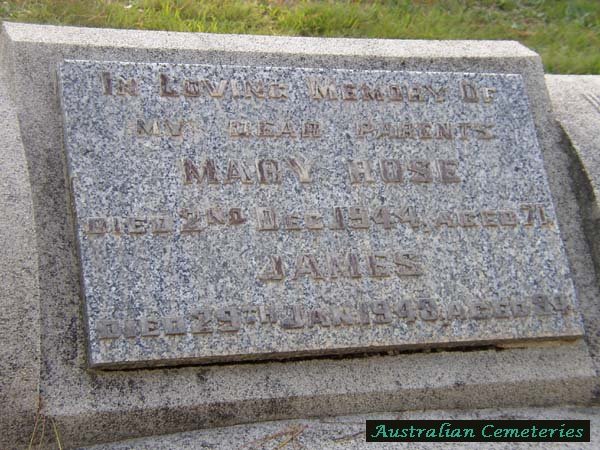 In Loving Memory Of
My Dear Parents
Mary Rose
Died 2nd Dec. 1944, Aged 71.
James
Died 29th Jan. 1948, Aged
Australian Cemeteries